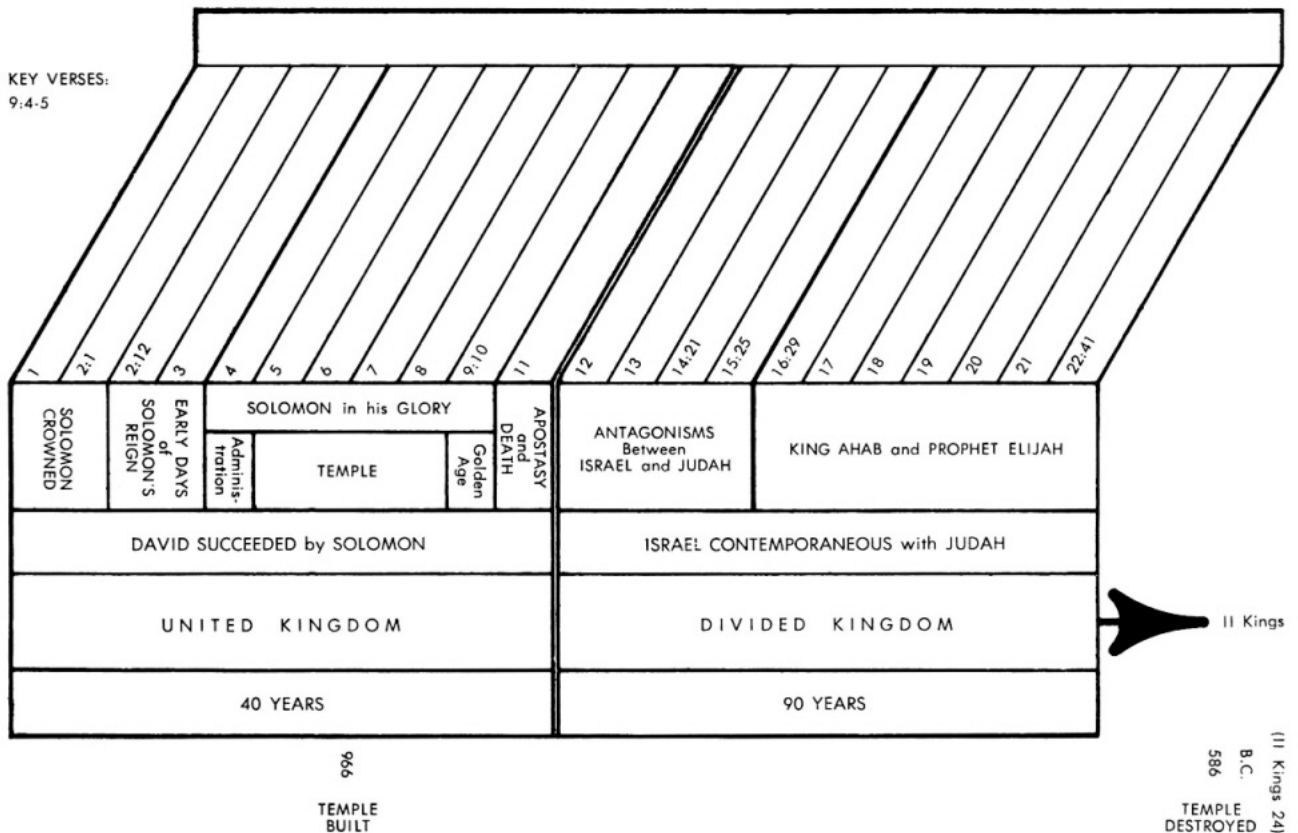 KEY VERSES:
9:4-5
1
2:1
2:12
3
4
5
6
7
8
9:10
11
12
13
14:21
15:25
16:29
17
18
19
20
21
22:41
SOLOMON
CROWNED
EARLY DAYS
of
SOLOMON'S
REIGN
SOLOMON in his GLORY
Adminis-
tration
TEMPLE
Golden
Age
APOSTASY
and
DEATH
ANTAGONISMS
Between
ISRAEL and JUDAH
KING AHAB and PROPHET ELIJAH
DAVID SUCCEEDED by SOLOMON
ISRAEL CONTEMPORANEOUS with JUDAH
UNITED KINGDOM
DIVIDED KINGDOM
II Kings
40 YEARS
90 YEARS
966
TEMPLE
BUILT
(II Kings 24)
B.C.
586
TEMPLE
DESTROYED